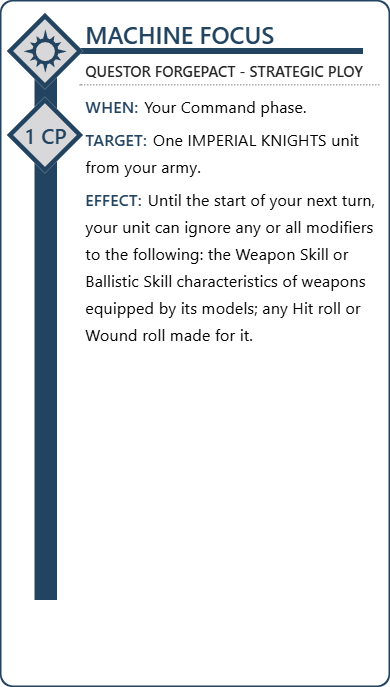 MACHINE FOCUS
QUESTOR FORGEPACT - STRATEGIC PLOY
WHEN: Your Command phase.
1 CP
TARGET: One IMPERIAL KNIGHTS unit
from your army.
EFFECT: Until the start of your next turn,
your unit can ignore any or all modifiers
to the following: the Weapon Skill or
Ballistic Skill characteristics of weapons
equipped by its models; any Hit roll or
Wound roll made for it.